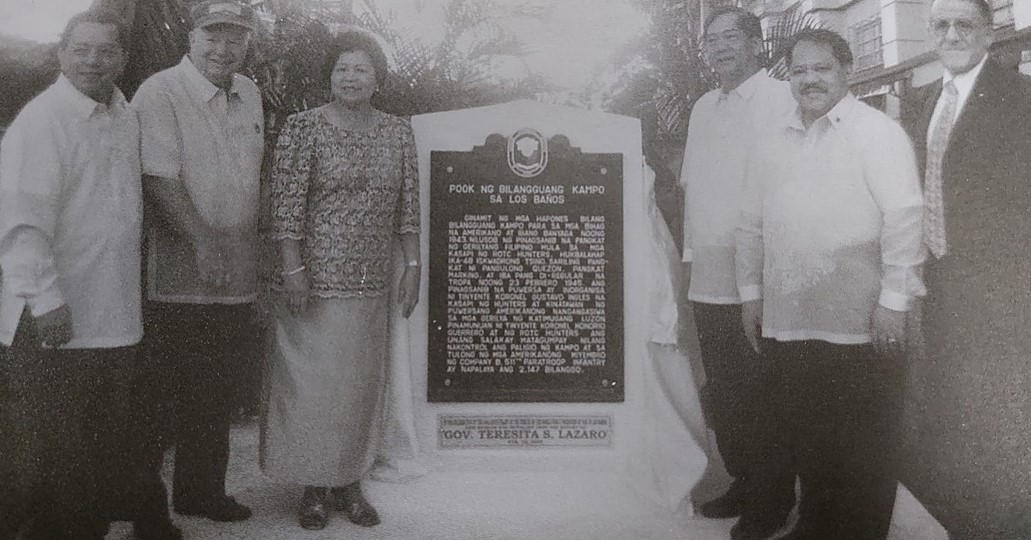 POOK NG BILANGGUANG KAMPO
SA LOS BAÑOS
GINAMIT NG MGA HAPONES BILANG
BILANGGUANG KAMPO PARA SA MGA BIHAG
NA AMERIKANO AT IBANG BANYAGA NOONG
1943. NILUSOB NG PINAGSANIB NA PANGKAT
NG GERILYANG FILIPINO MULA SA MGA
KASAPI NG ROTC HUNTERS, HUKBALAHAP
IKA-48 ISKWADRONG TSINO, SARILING PANG-
KAT NI PANGULONG QUEZON, PANGKAT
MARKING, AT IBA PANG DI-REGULAR NA
TROPA NOONG 23 PEBRERO 1945. ANG
PINAGSANIB NA PUWERSA AY INORGANISA
NI TINYENTE KORONEL GUSTAVO INGLES NA
KASAPI NG HUNTERS AT KINATAWAN NG
PUWERSANG AMERIKANONG NANGANGASIWA
SA MGA GERILYA NG KATIMUGANG LUZON
PINAMUNUAN NI TINYENTE KORONEL HONORIO
GUERRERO AT NG ROTC HUNTERS ANG
UNANG SALAKAY. MATAGUMPAY NILANG
NAKONTROL ANG PALIGID NG KAMPO AT SA
TULONG NG MGA AMERIKANONG MIYEMBRO
NG COMPANY B, 511TH PARATROOP INFANTRY
AY NAPALAYA ANG 2,147 BILANGGO.
GOV. TERESITA S. LAZARO